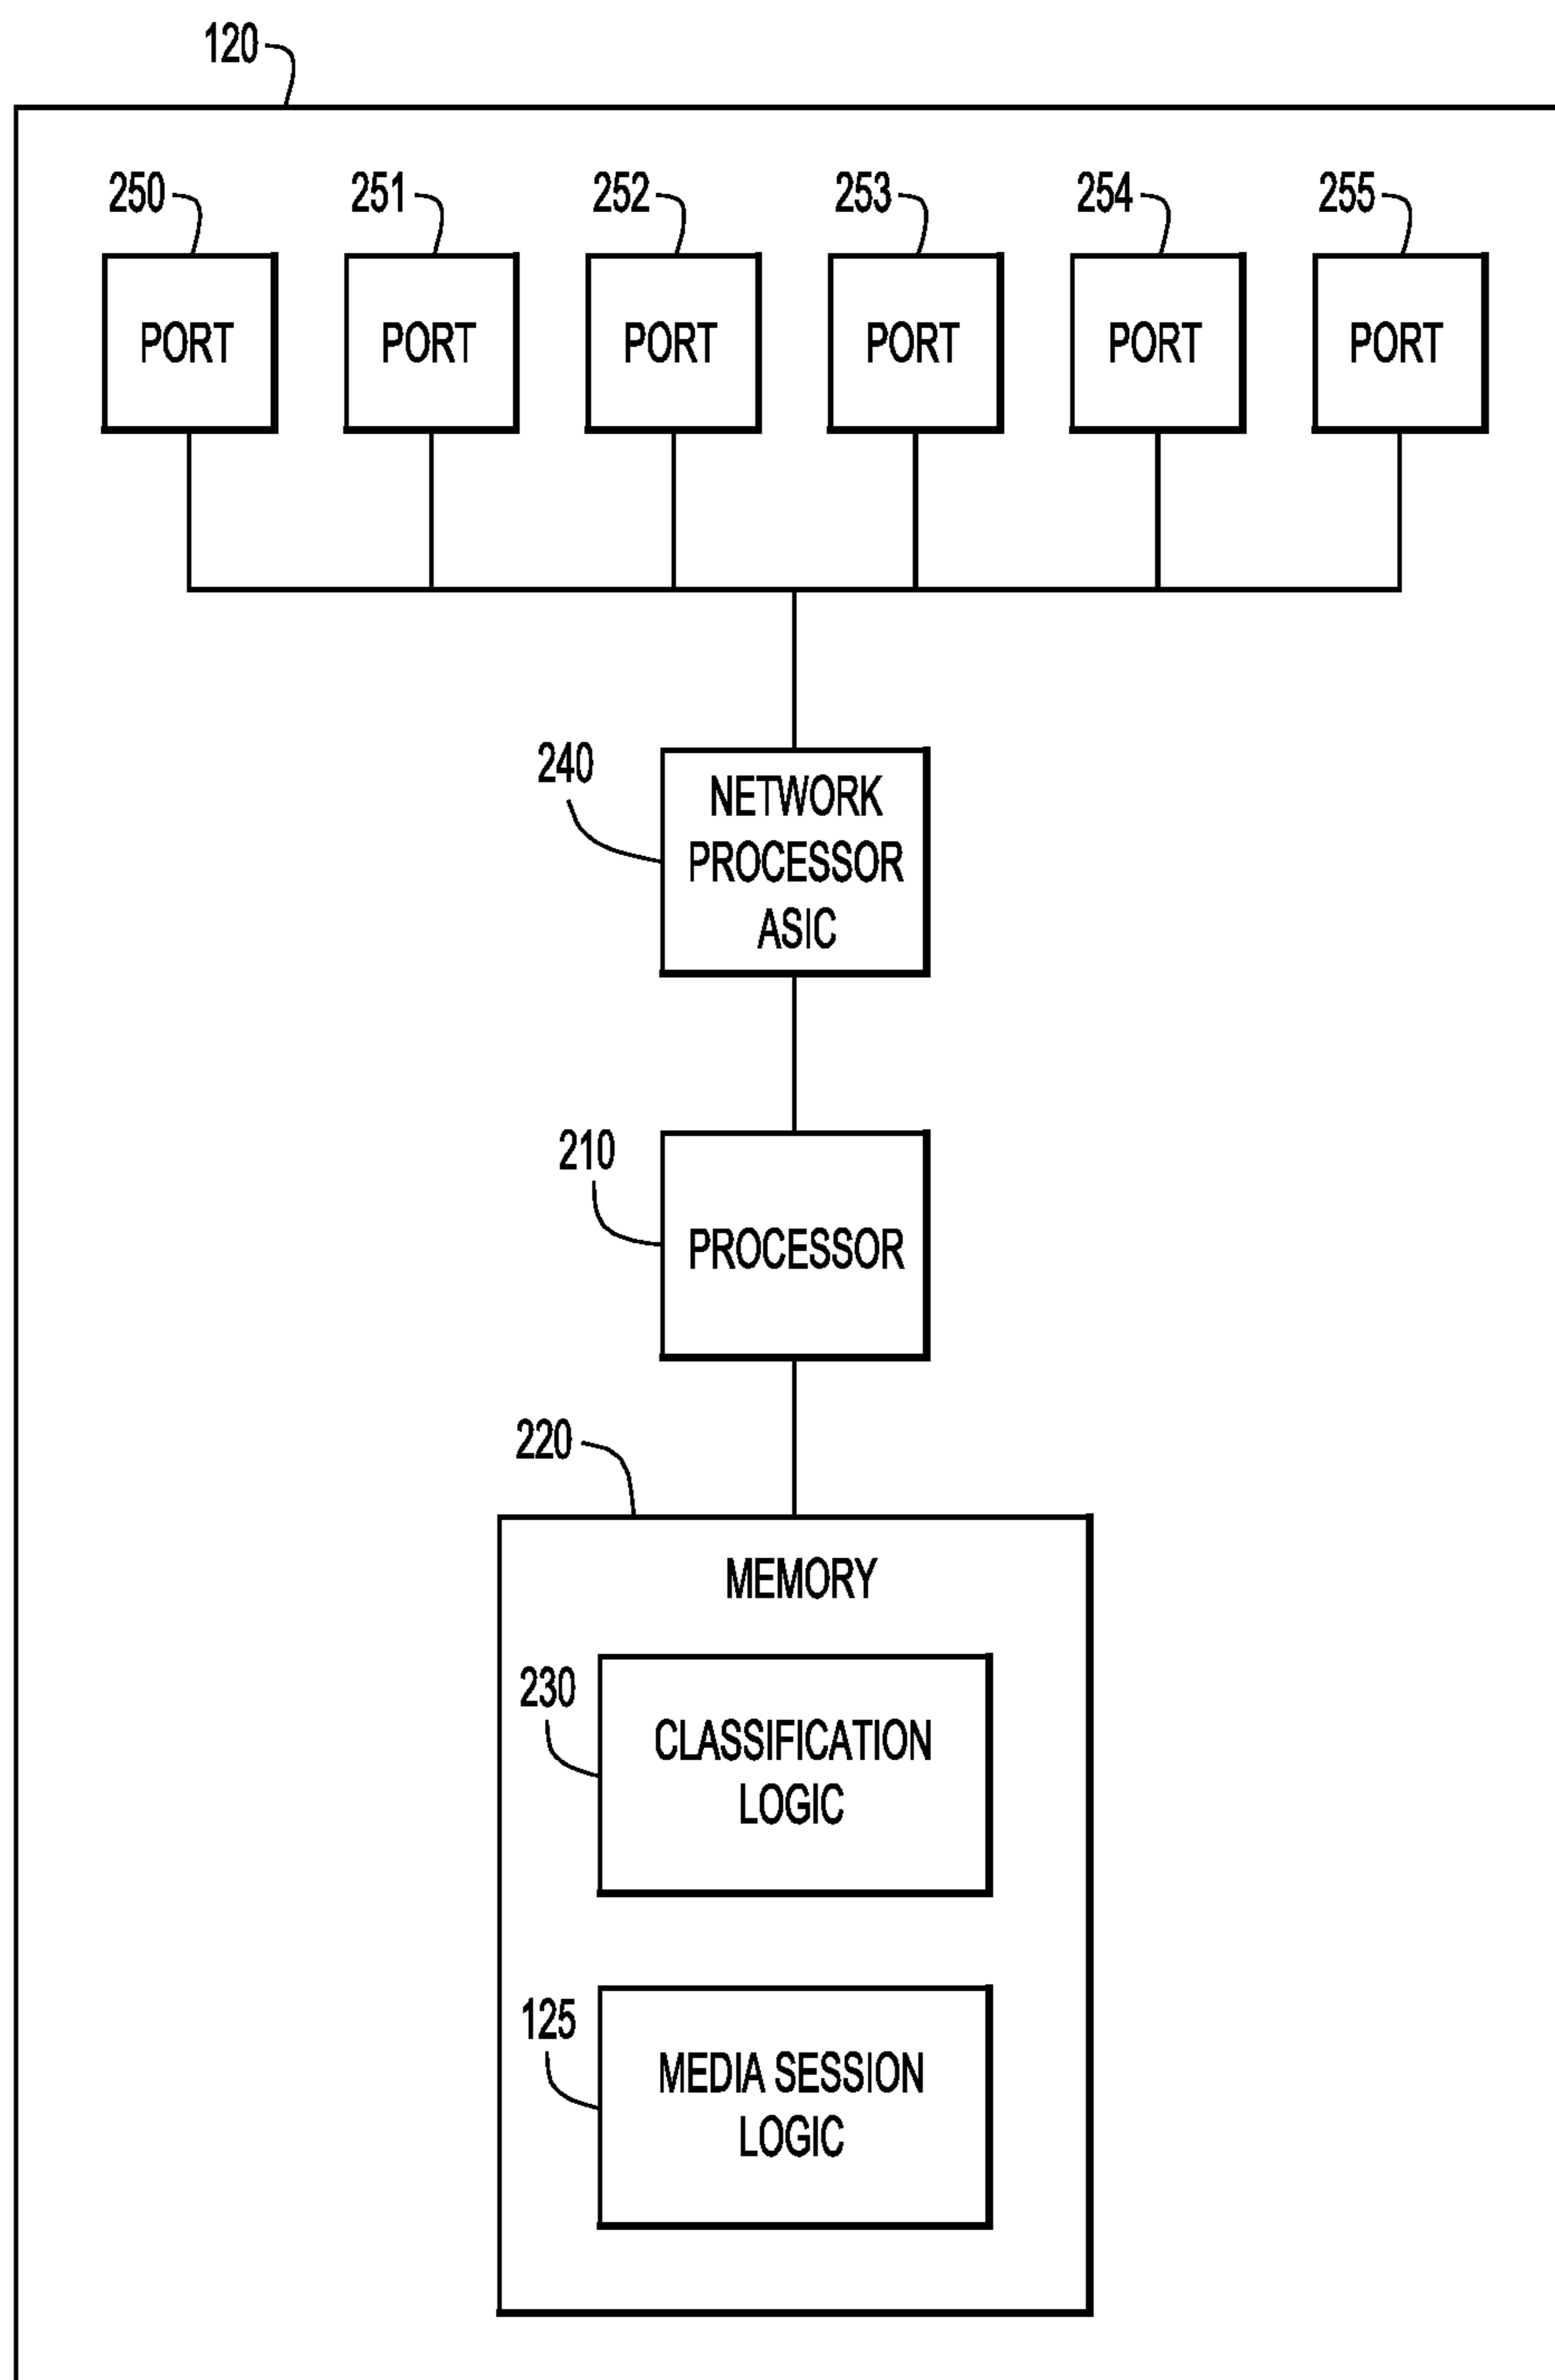 120
250
251
252
253
254
255
PORT
PORT
PORT
PORT
PORT
PORT
240
NETWORK
PROCESSOR
ASIC
210
PROCESSOR
220
MEMORY
230
CLASSIFICATION
LOGIC
125
MEDIA SESSION
LOGIC